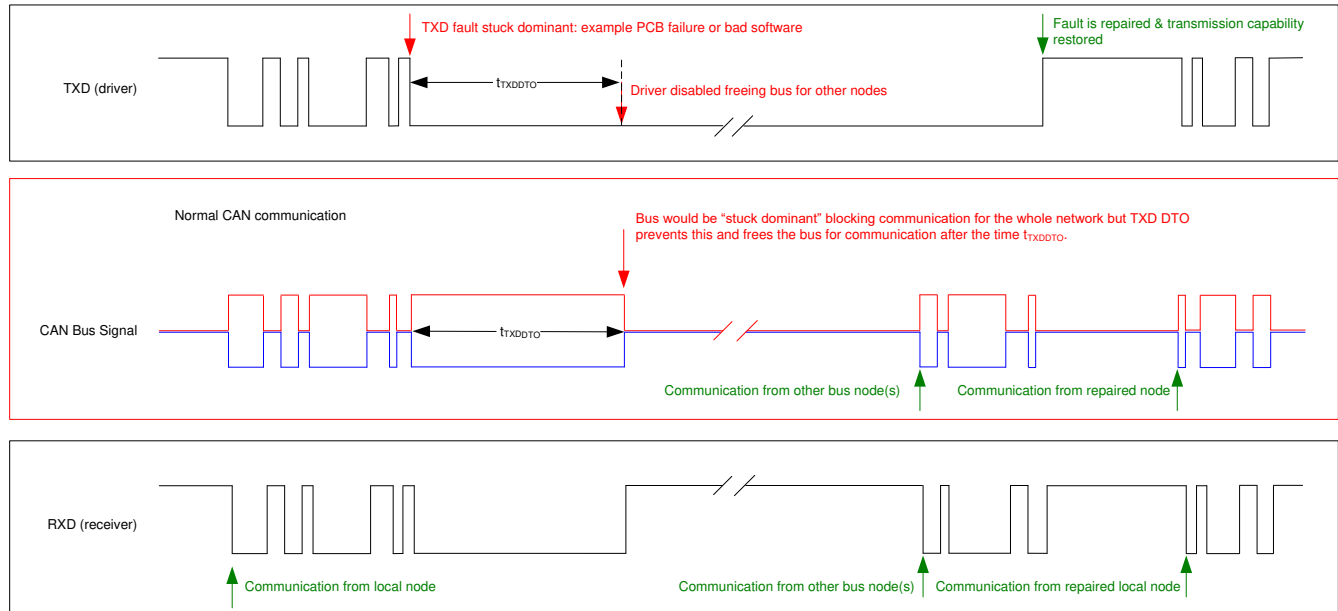 TXD fault stuck dominant: example PCB failure or bad software
Fault is repaired & transmission capability
restored
TXD (driver)
tTXDDTO
Driver disabled freeing bus for other nodes
Normal CAN communication
Bus would be “stuck dominant” blocking communication for the whole network but TXD DTO
prevents this and frees the bus for communication after the time tTXDDTO.
CAN Bus Signal
tTXDDTO
Communication from other bus node(s)
Communication from repaired node
RXD (receiver)
Communication from local node
Communication from other bus node(s)
Communication from repaired local node